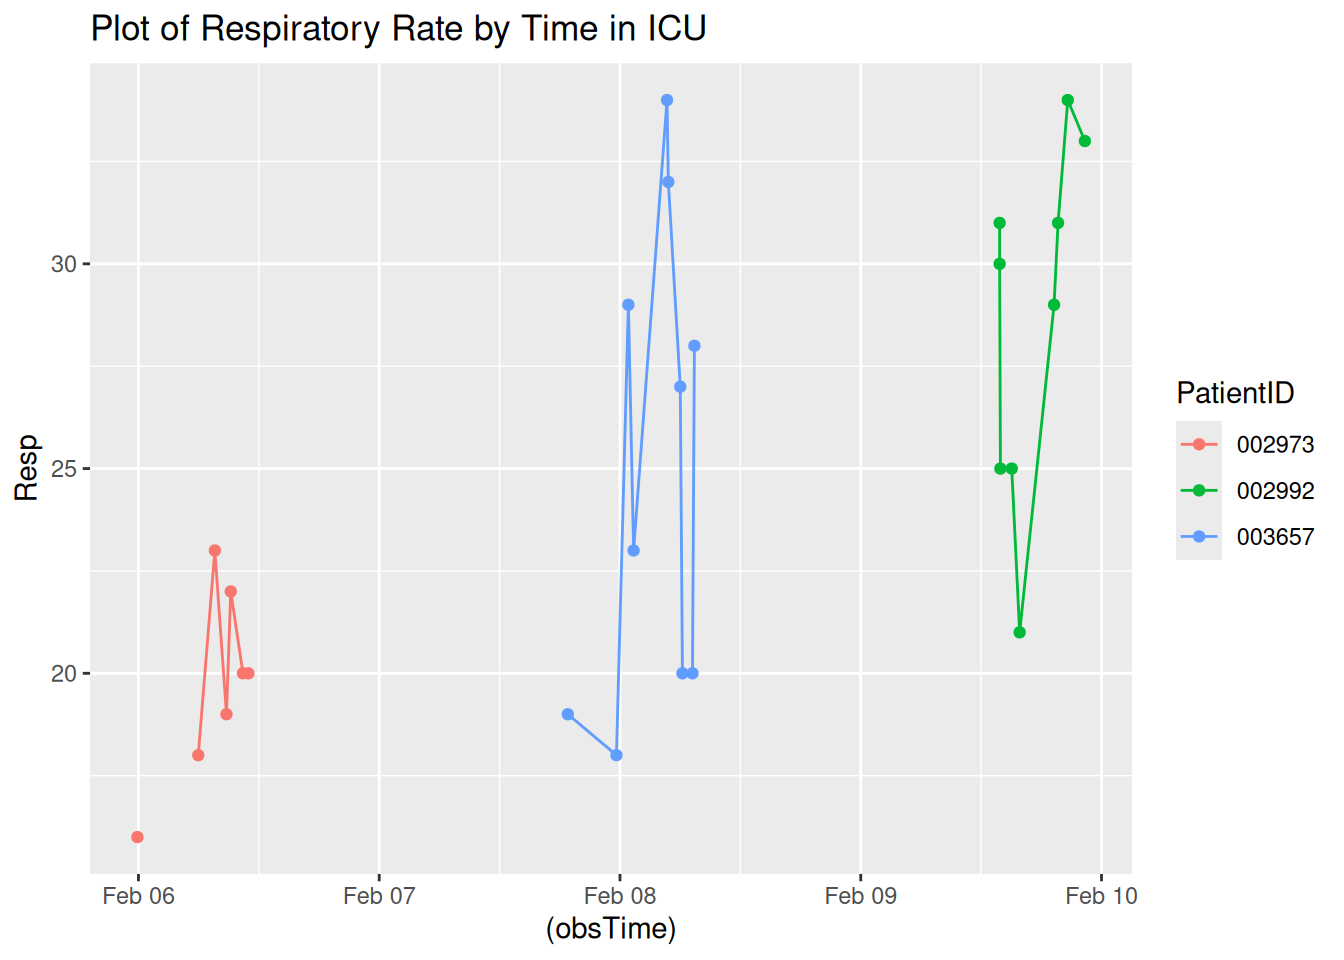 Plot of Respiratory Rate by Time in ICU
Resp
30
25
20
Feb 06
Feb 07
Feb 08
Feb 09
Feb 10
(obsTime)
PatientID
002973
002992
003657